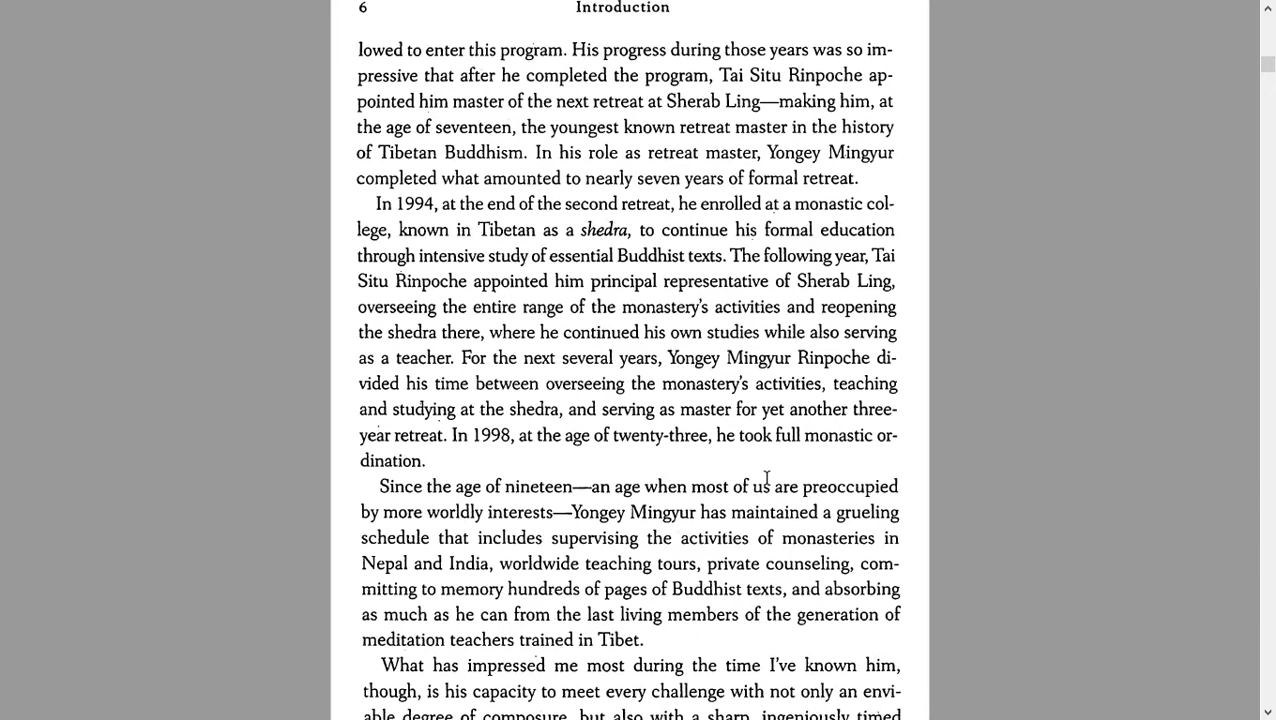 6 Introduction
lowed to enter this program. His progress during those years was so im-
pressive that after he completed the program, Tai Situ Rinpoche ap-
pointed him master of the next retreat at Sherab Ling—making him, at
the age of seventeen, the youngest known retreat master in the history
of Tibetan Buddhism. In his role as retreat master, Yongey Mingyur
completed what amounted to nearly seven years of formal retreat.
In 1994, at the end of the second retreat, he enrolled at a monastic col-
lege, known in Tibetan as a shedra, to continue his formal education
through intensive study of essential Buddhist texts. The following year, Tai
Situ Rinpoche appointed him principal representative of Sherab Ling,
overseeing the entire range of the monastery's activities and reopening
the shedra there, where he continued his own studies while also serving
as a teacher. For the next several years, Yongey Mingyur Rinpoche di-
vided his time between overseeing the monastery's activities, teaching
and studying at the shedra, and serving as master for yet another three-
year retreat. In 1998, at the age of twenty-three, he took full monastic or-
dination.
Since the age of nineteen—an age when most of us are preoccupied
by more worldly interests—Yongey Mingyur has maintained a grueling
schedule that includes supervising the activities of monasteries in
Nepal and India, worldwide teaching tours, private counseling, com-
mitting to memory hundreds of pages of Buddhist texts, and absorbing
as much as he can from the last living members of the generation of
meditation teachers trained in Tibet.
What has impressed me most during the time I've known him,
though, is his capacity to meet every challenge with not only an envi-
able degree of composure, but also with a sharp, ingeniously timed